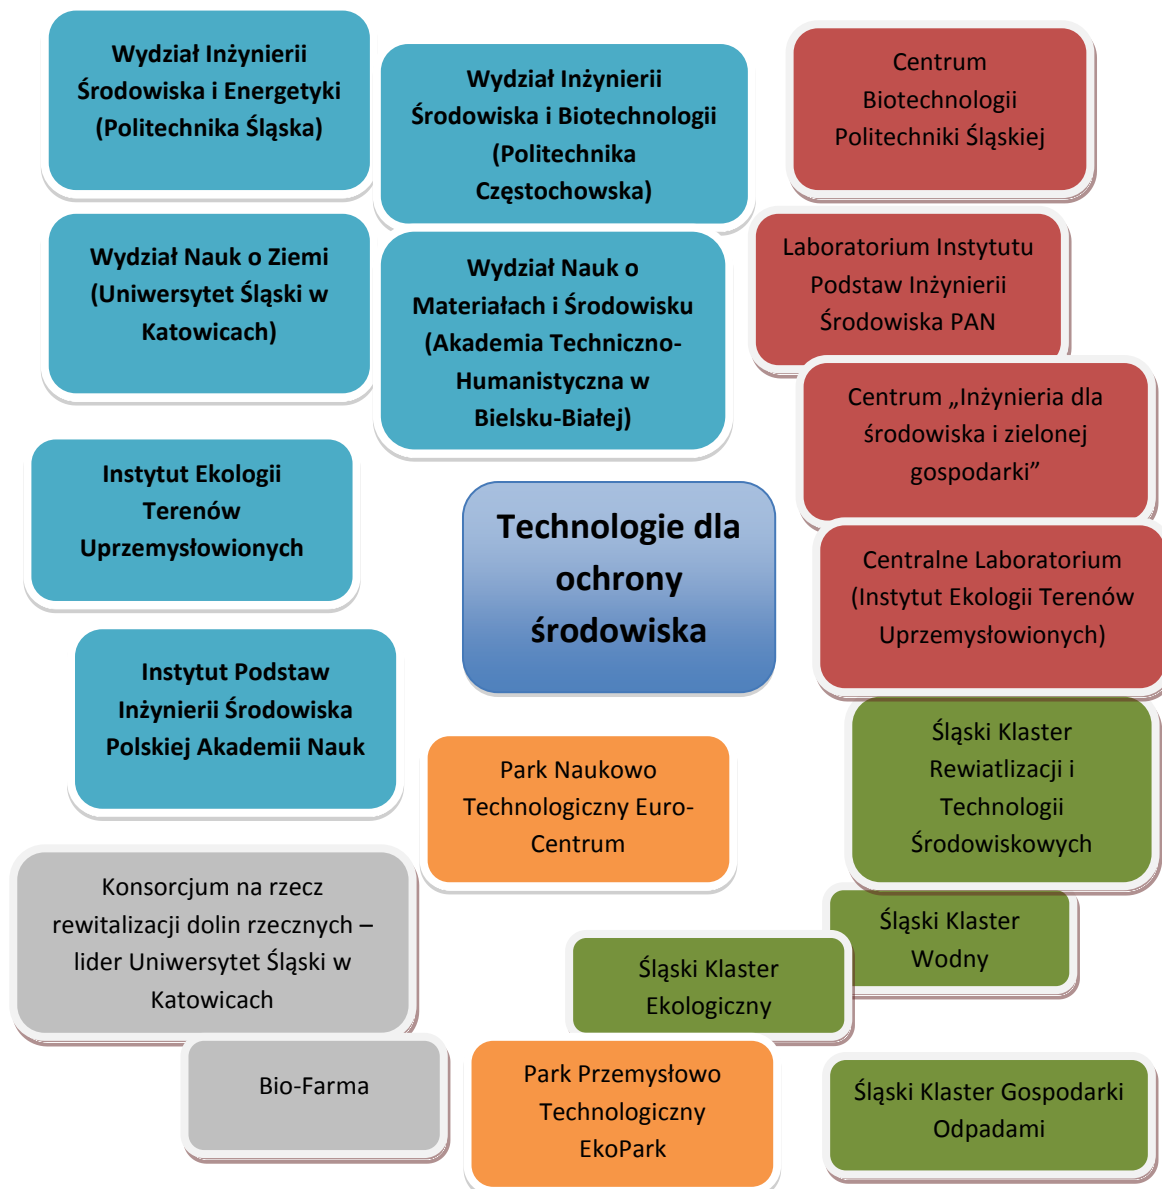 Wydział Inżynierii
Środowiska i Energetyki
(Politechnika Śląska)
Wydział Inżynierii
Środowiska i Biotechnologii
(Politechnika
Częstochowska)
Centrum
Biotechnologii
Politechniki Śląskiej
Wydział Nauk o Ziemi
(Uniwersytet Śląski w
Katowicach)
Wydział Nauk o
Materiałach i Środowisku
(Akademia Techniczno-
Humanistyczna w
Bielsku-Białej)
Laboratorium Instytutu
Podstaw Inżynierii
Środowiska PAN
Centrum „Inżynieria dla
środowiska i zielonej
gospodarki”
Instytut Ekologii
Terenów
Uprzemysłowionych
Technologie dla
ochrony
środowiska
Centralne Laboratorium
(Instytut Ekologii Terenów
Uprzemysłowionych)
Instytut Podstaw
Inżynierii Środowiska
Polskiej Akademii Nauk
Park Naukowo
Technologiczny Euro-
Centrum
Śląski Klaster
Rewiatlizacji i
Technologii
Środowiskowych
Konsorcjum na rzecz
rewitalizacji dolin rzecznych –
lider Uniwersytet Śląski w
Katowicach
Śląski Klaster
Wodny
Śląski Klaster
Ekologiczny
Bio-Farma
Park Przemysłowo
Technologiczny
EkoPark
Śląski Klaster Gospodarki
Odpadami